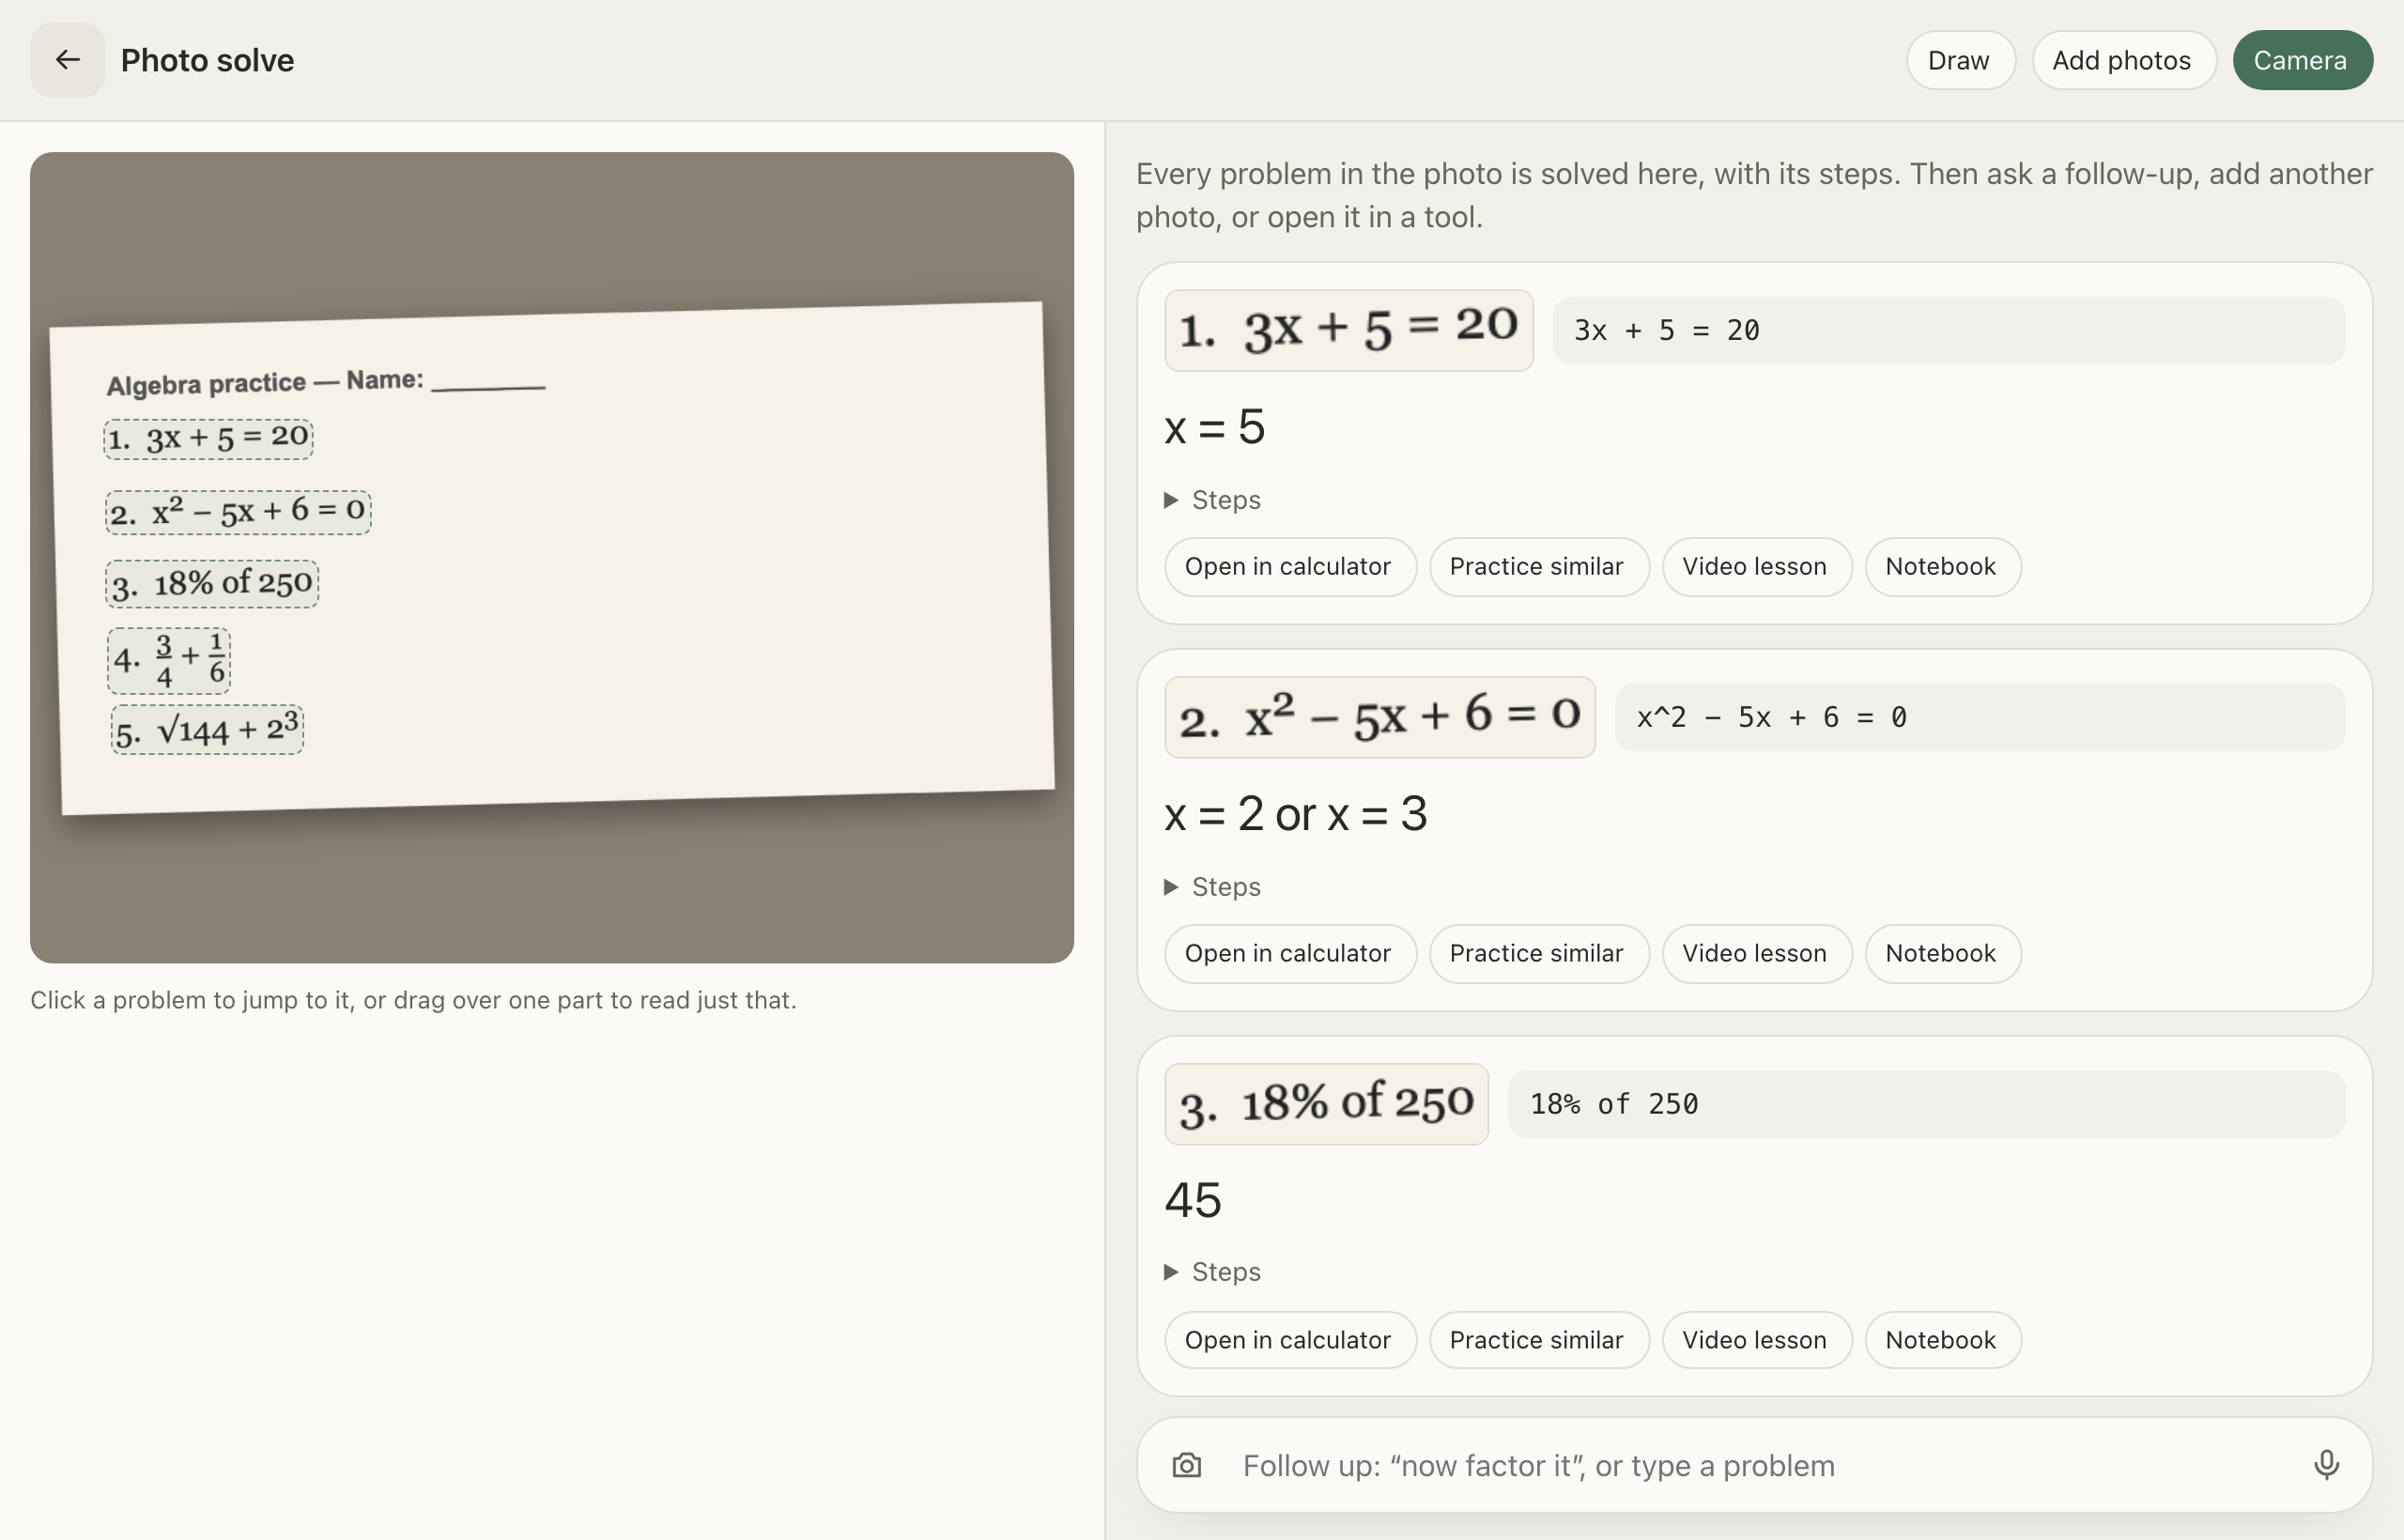 Photo solve
Draw
Add photos
Camera
Algebra practice — Name: ________
1. 3x + 5 = 20
2. x² − 5x + 6 = 0
3. 18% of 250
4. 3/4 + 1/6
5. √144 + 2³
Click a problem to jump to it, or drag over one part to read just that.
Every problem in the photo is solved here, with its steps. Then ask a follow-up, add another
photo, or open it in a tool.
1. 3x + 5 = 20
3x + 5 = 20
x = 5
Steps
Open in calculator
Practice similar
Video lesson
Notebook
2. x² − 5x + 6 = 0
x^2 − 5x + 6 = 0
x = 2 or x = 3
Steps
Open in calculator
Practice similar
Video lesson
Notebook
3. 18% of 250
18% of 250
45
Steps
Open in calculator
Practice similar
Video lesson
Notebook
Follow up: “now factor it”, or type a problem